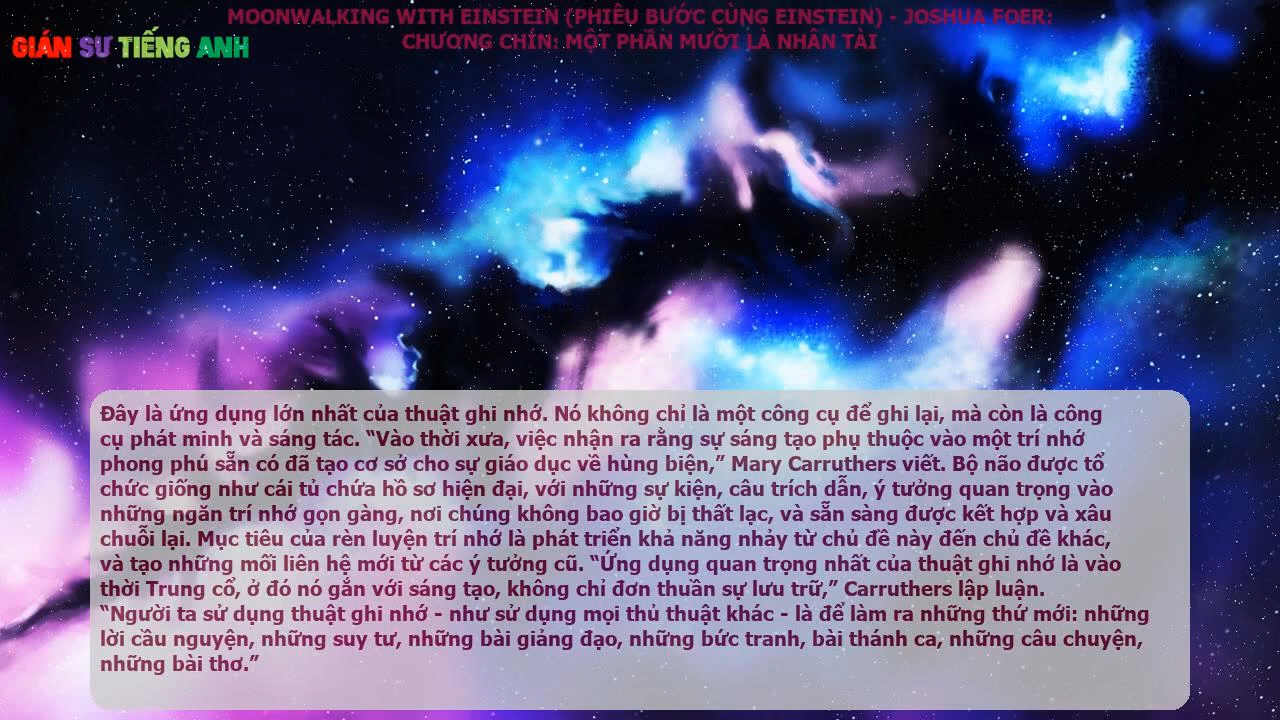 MOONWALKING WITH EINSTEIN (PHIÊU BƯỚC CÙNG EINSTEIN) - JOSHUA FOER:
CHƯƠNG CHÍN: MỘT PHẦN MƯỜI LÀ NHÂN TÀI
GIÁN SƯ TIẾNG ANH
Đây là ứng dụng lớn nhất của thuật ghi nhớ. Nó không chỉ là một công cụ để ghi lại, mà còn là công
cụ phát minh và sáng tác. “Vào thời xưa, việc nhận ra rằng sự sáng tạo phụ thuộc vào một trí nhớ
phong phú sẵn có đã tạo cơ sở cho sự giáo dục về hùng biện,” Mary Carruthers viết. Bộ não được tổ
chức giống như cái tủ chứa hồ sơ hiện đại, với những sự kiện, câu trích dẫn, ý tưởng quan trọng vào
những ngăn trí nhớ gọn gàng, nơi chúng không bao giờ bị thất lạc, và sẵn sàng được kết hợp và xâu
chuỗi lại. Mục tiêu của rèn luyện trí nhớ là phát triển khả năng nhảy từ chủ đề này đến chủ đề khác,
và tạo những mối liên hệ mới từ các ý tưởng cũ. “Ứng dụng quan trọng nhất của thuật ghi nhớ là vào
thời Trung cổ, ở đó nó gắn với sáng tạo, không chỉ đơn thuần sự lưu trữ,” Carruthers lập luận.
“Người ta sử dụng thuật ghi nhớ - như sử dụng mọi thủ thuật khác - là để làm ra những thứ mới: những
lời cầu nguyện, những suy tư, những bài giảng đạo, những bức tranh, bài thánh ca, những câu chuyện,
những bài thơ.”